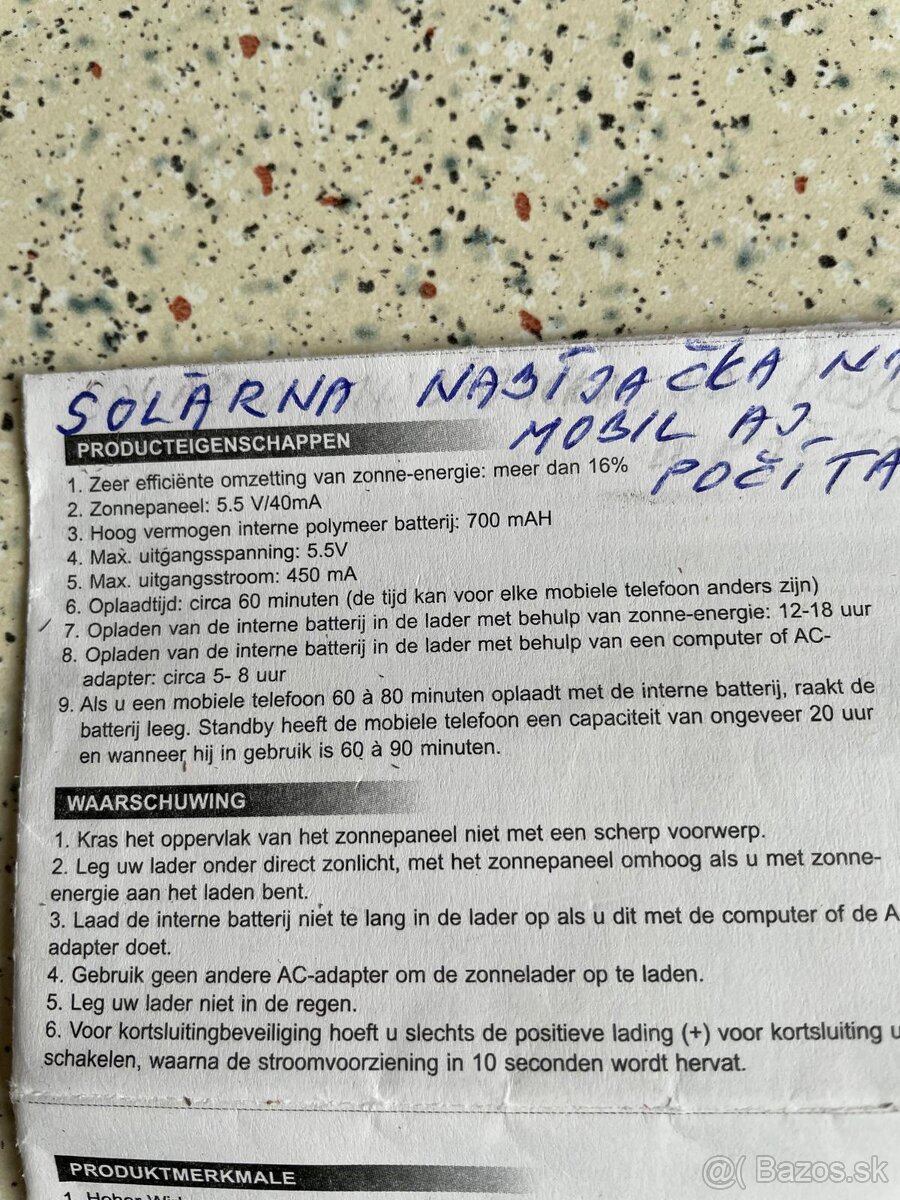 SOLÁRNA NABÍJAČKA NA
MOBIL AJ
POČÍTA
PRODUCTEIGENSCHAPPEN
1. Zeer efficiënte omzetting van zonne-energie: meer dan 16%
2. Zonnepaneel: 5.5 V/40mA
3. Hoog vermogen interne polymeer batterij: 700 mAH
4. Max. uitgangsspanning: 5.5V
5. Max. uitgangsstroom: 450 mA
6. Oplaadtijd: circa 60 minuten (de tijd kan voor elke mobiele telefoon anders zijn)
7. Opladen van de interne batterij in de lader met behulp van zonne-energie: 12-18 uur
8. Opladen van de interne batterij in de lader met behulp van een computer of AC-
adapter: circa 5- 8 uur
9. Als u een mobiele telefoon 60 à 80 minuten oplaadt met de interne batterij, raakt de
batterij leeg. Standby heeft de mobiele telefoon een capaciteit van ongeveer 20 uur
en wanneer hij in gebruik is 60 à 90 minuten.
WAARSCHUWING
1. Kras het oppervlak van het zonnepaneel niet met een scherp voorwerp.
2. Leg uw lader onder direct zonlicht, met het zonnepaneel omhoog als u met zonne-
energie aan het laden bent.
3. Laad de interne batterij niet te lang in de lader op als u dit met de computer of de A
adapter doet.
4. Gebruik geen andere AC-adapter om de zonnelader op te laden.
5. Leg uw lader niet in de regen.
6. Voor kortsluitingbeveiliging hoeft u slechts de positieve lading (+) voor kortsluiting u
schakelen, waarna de stroomvoorziening in 10 seconden wordt hervat.
PRODUKTMERKMALE
@( Bazos.sk